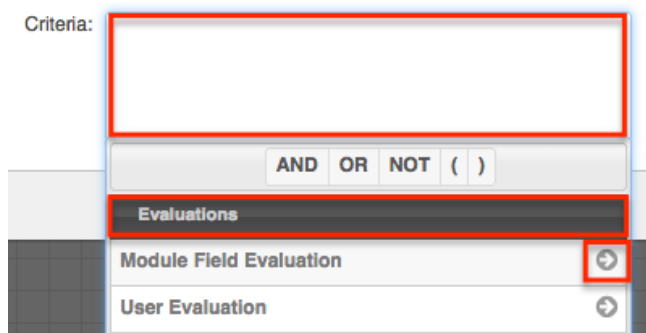 Criteria:
AND OR NOT ( )
Evaluations
Module Field Evaluation
User Evaluation